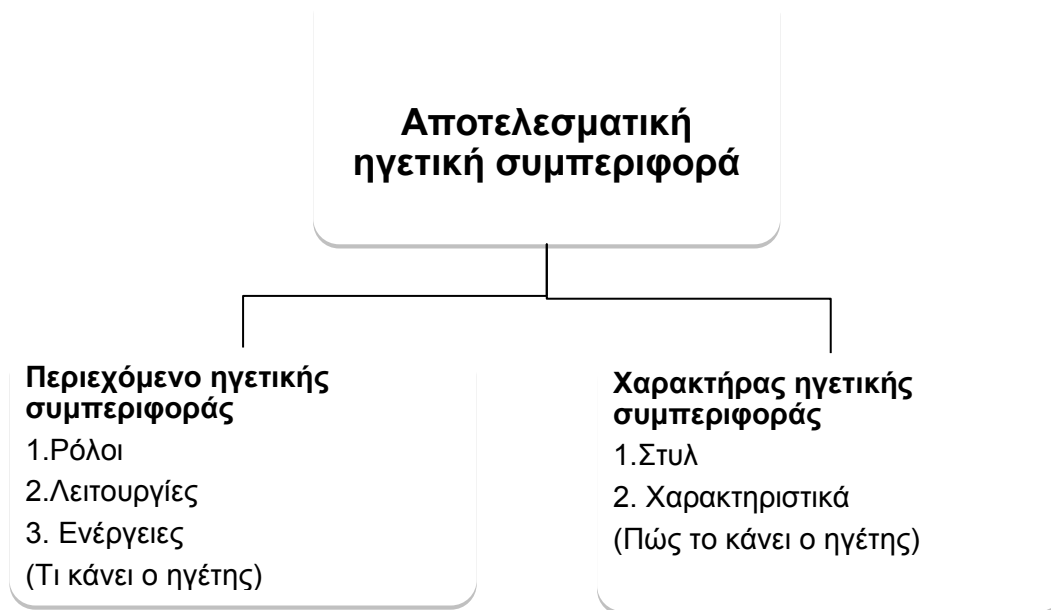 Αποτελεσματική
ηγετική συμπεριφορά
Περιεχόμενο ηγετικής
συμπεριφοράς
1.Ρόλοι
2.Λειτουργίες
3. Ενέργειες
(Τι κάνει ο ηγέτης)
Χαρακτήρας ηγετικής
συμπεριφοράς
1.Στυλ
2. Χαρακτηριστικά
(Πώς το κάνει ο ηγέτης)